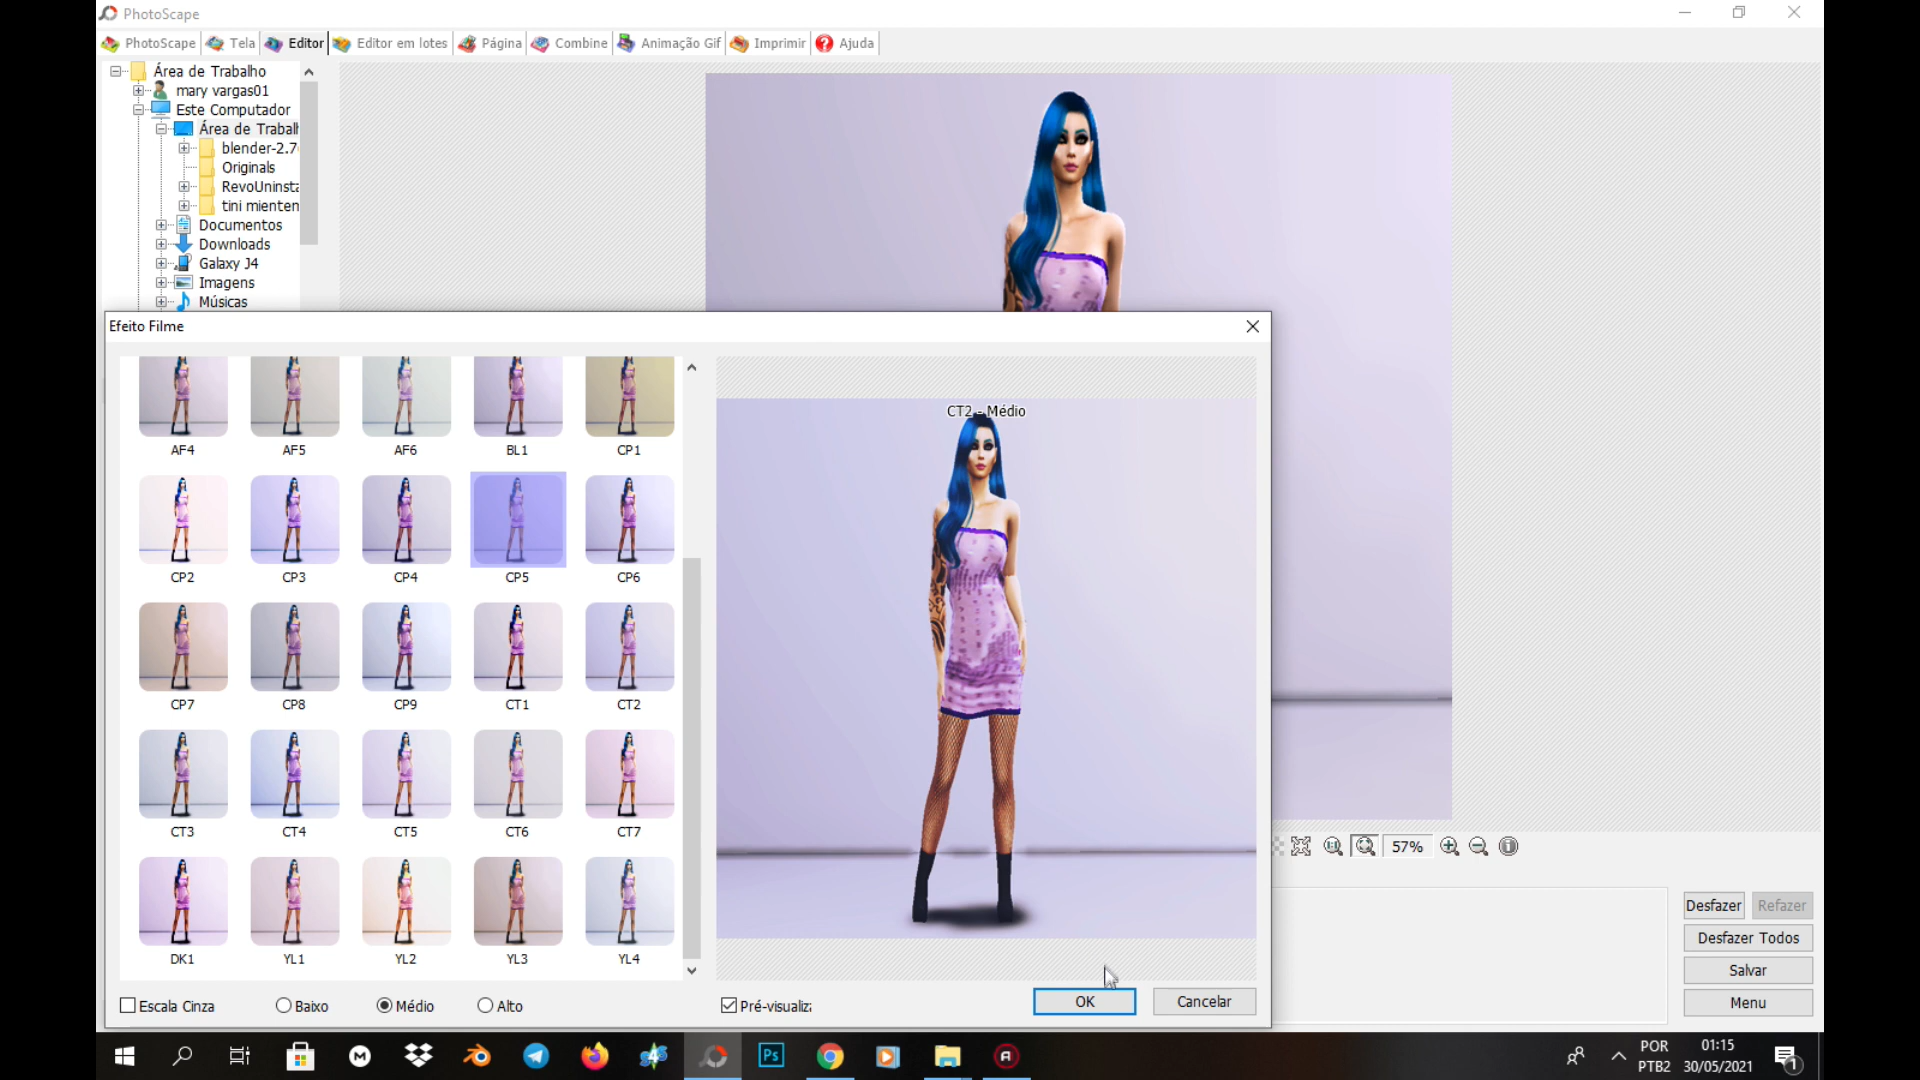 PhotoScape
PhotoScape Tela Editor Editor em lotes Página Combine Animação Gif Imprimir Ajuda
Área de Trabalho
mary vargas01
Este Computador
Área de Trabalh
blender-2.7
Originals
RevoUninsta
tini mienten
Documentos
Downloads
Galaxy J4
Imagens
Músicas
Efeito Filme
CT2 - Médio
AF4 AF5 AF6 BL1 CP1
CP2 CP3 CP4 CP5 CP6
CP7 CP8 CP9 CT1 CT2
CT3 CT4 CT5 CT6 CT7
DK1 YL1 YL2 YL3 YL4
Escala Cinza Baixo Médio Alto Pré-visualiz OK Cancelar
57%
Desfazer Refazer
Desfazer Todos
Salvar
Menu
POR 01:15
PTB2 30/05/2021 1
Ps